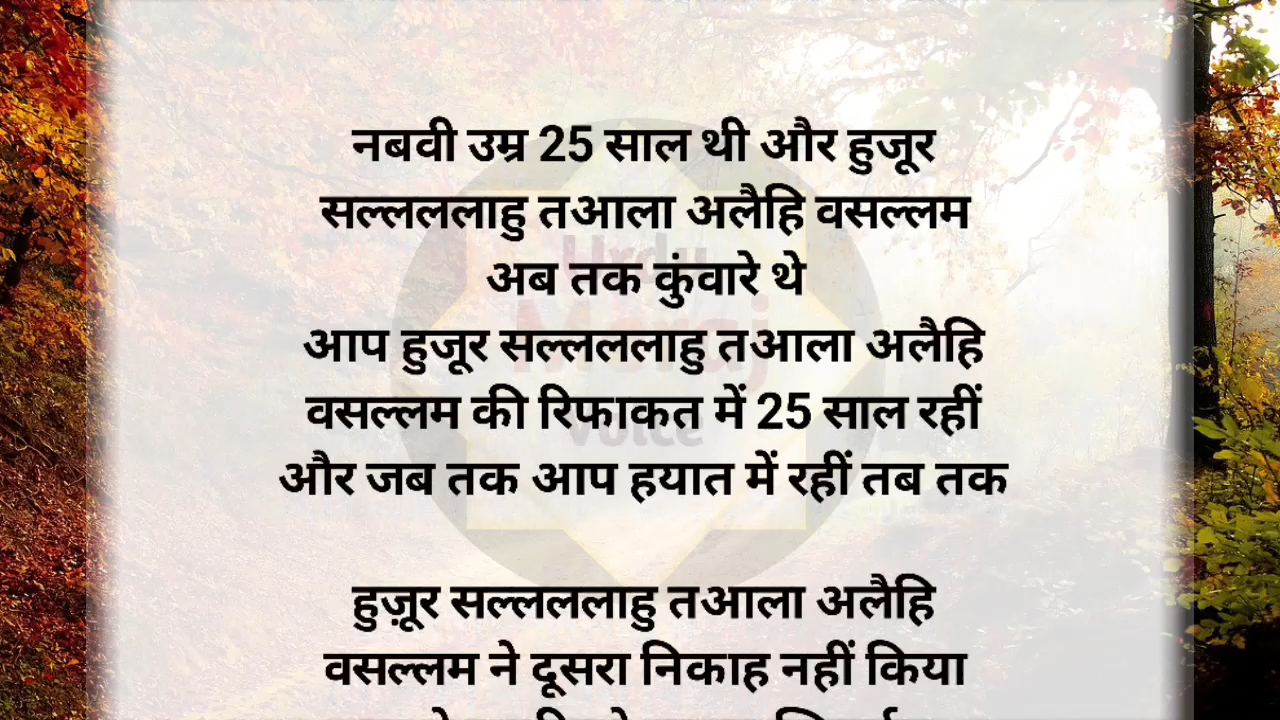 नबवी उम्र 25 साल थी और हुजूर
सल्लललाहु तआला अलैहि वसल्लम
अब तक कुंवारे थे
आप हुजूर सल्लललाहु तआला अलैहि
वसल्लम की रिफाकत में 25 साल रहीं
और जब तक आप हयात में रहीं तब तक
हुज़ूर सल्लललाहु तआला अलैहि
वसल्लम ने दूसरा निकाह नहीं किया
Urdu
Voice